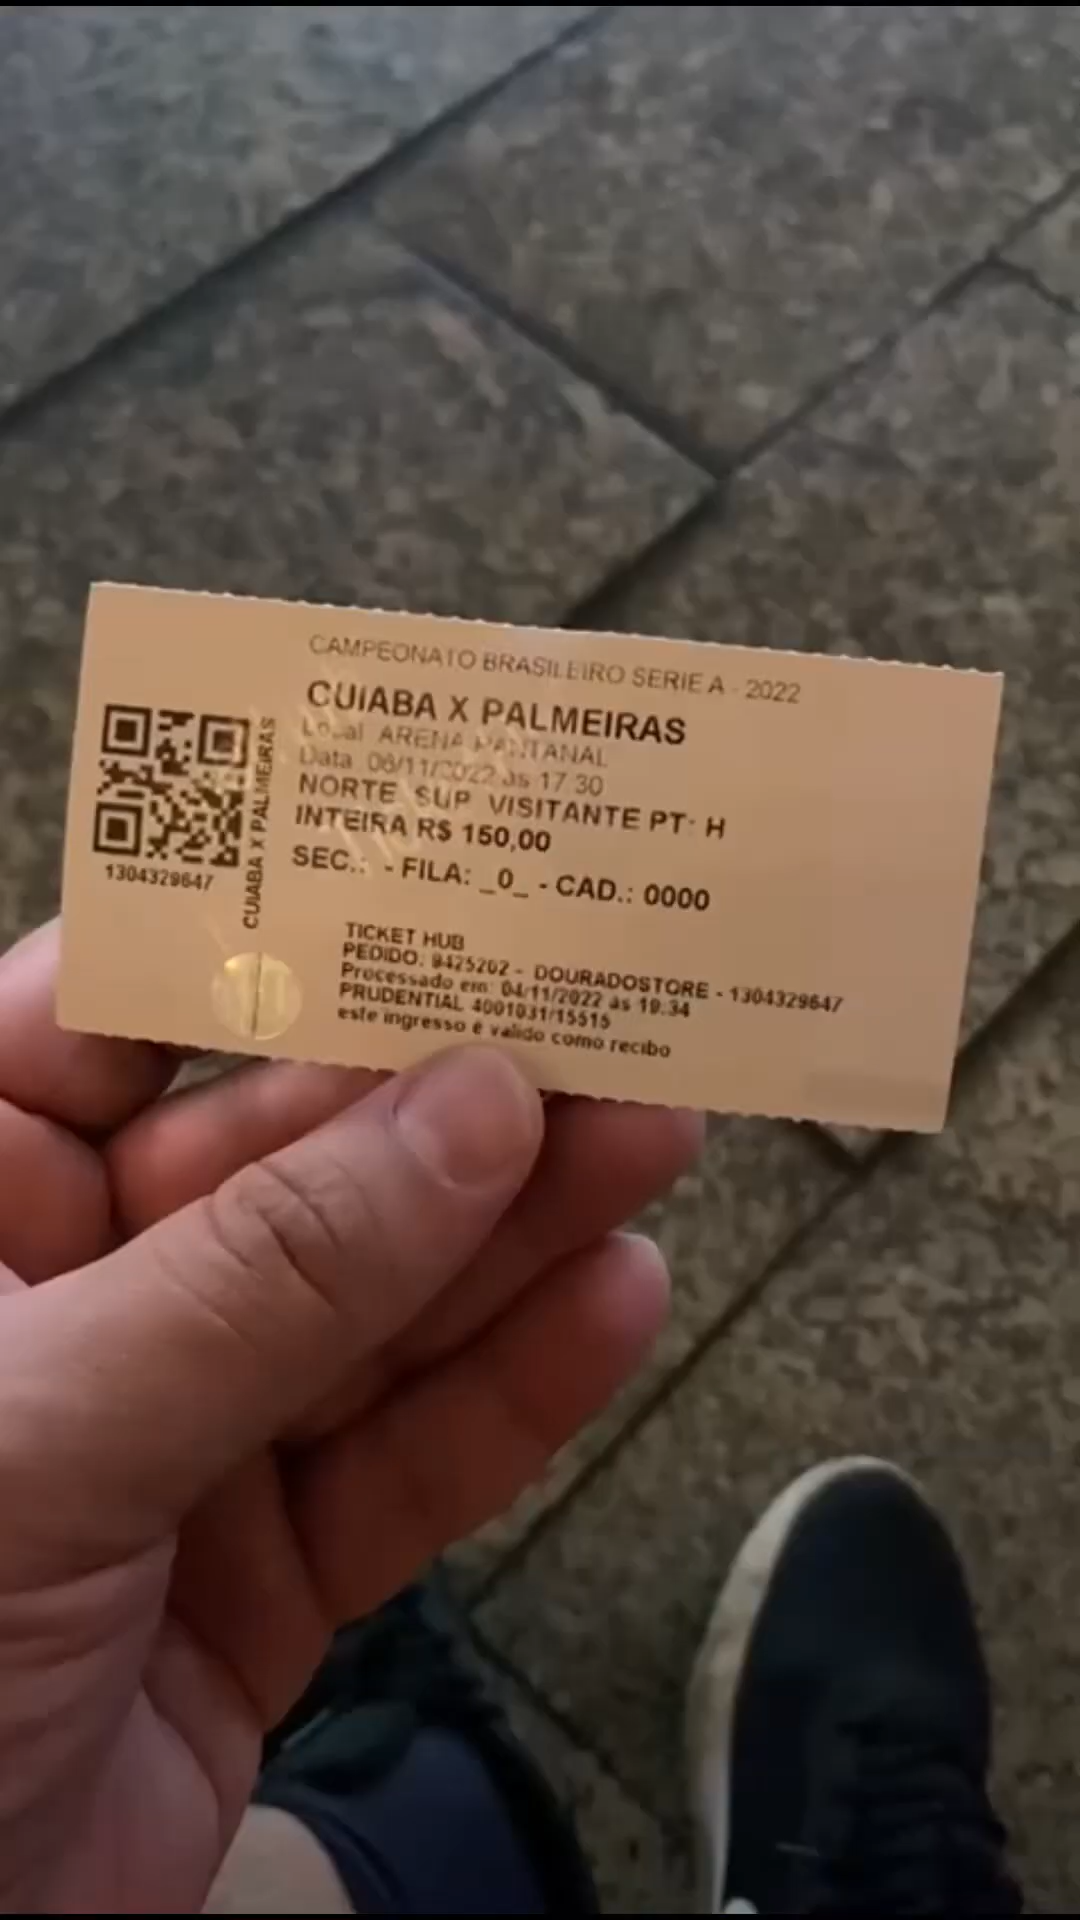 CAMPEONATO BRASILEIRO SERIE A - 2022
CUIABA X PALMEIRAS
Local ARENA PANTANAL
Data 06/11/2022 as 17:30
NORTE SUP VISITANTE PT: H
INTEIRA R$ 150,00
SEC.: - FILA: _0_ - CAD.: 0000
1304329647
CUIABA X PALMEIRAS
TICKET HUB
PEDIDO: 9425202 - DOURADOSTORE - 1304329647
Processado em: 04/11/2022 as 19:34
PRUDENTIAL 4001031/15515
este ingresso é valido como recibo